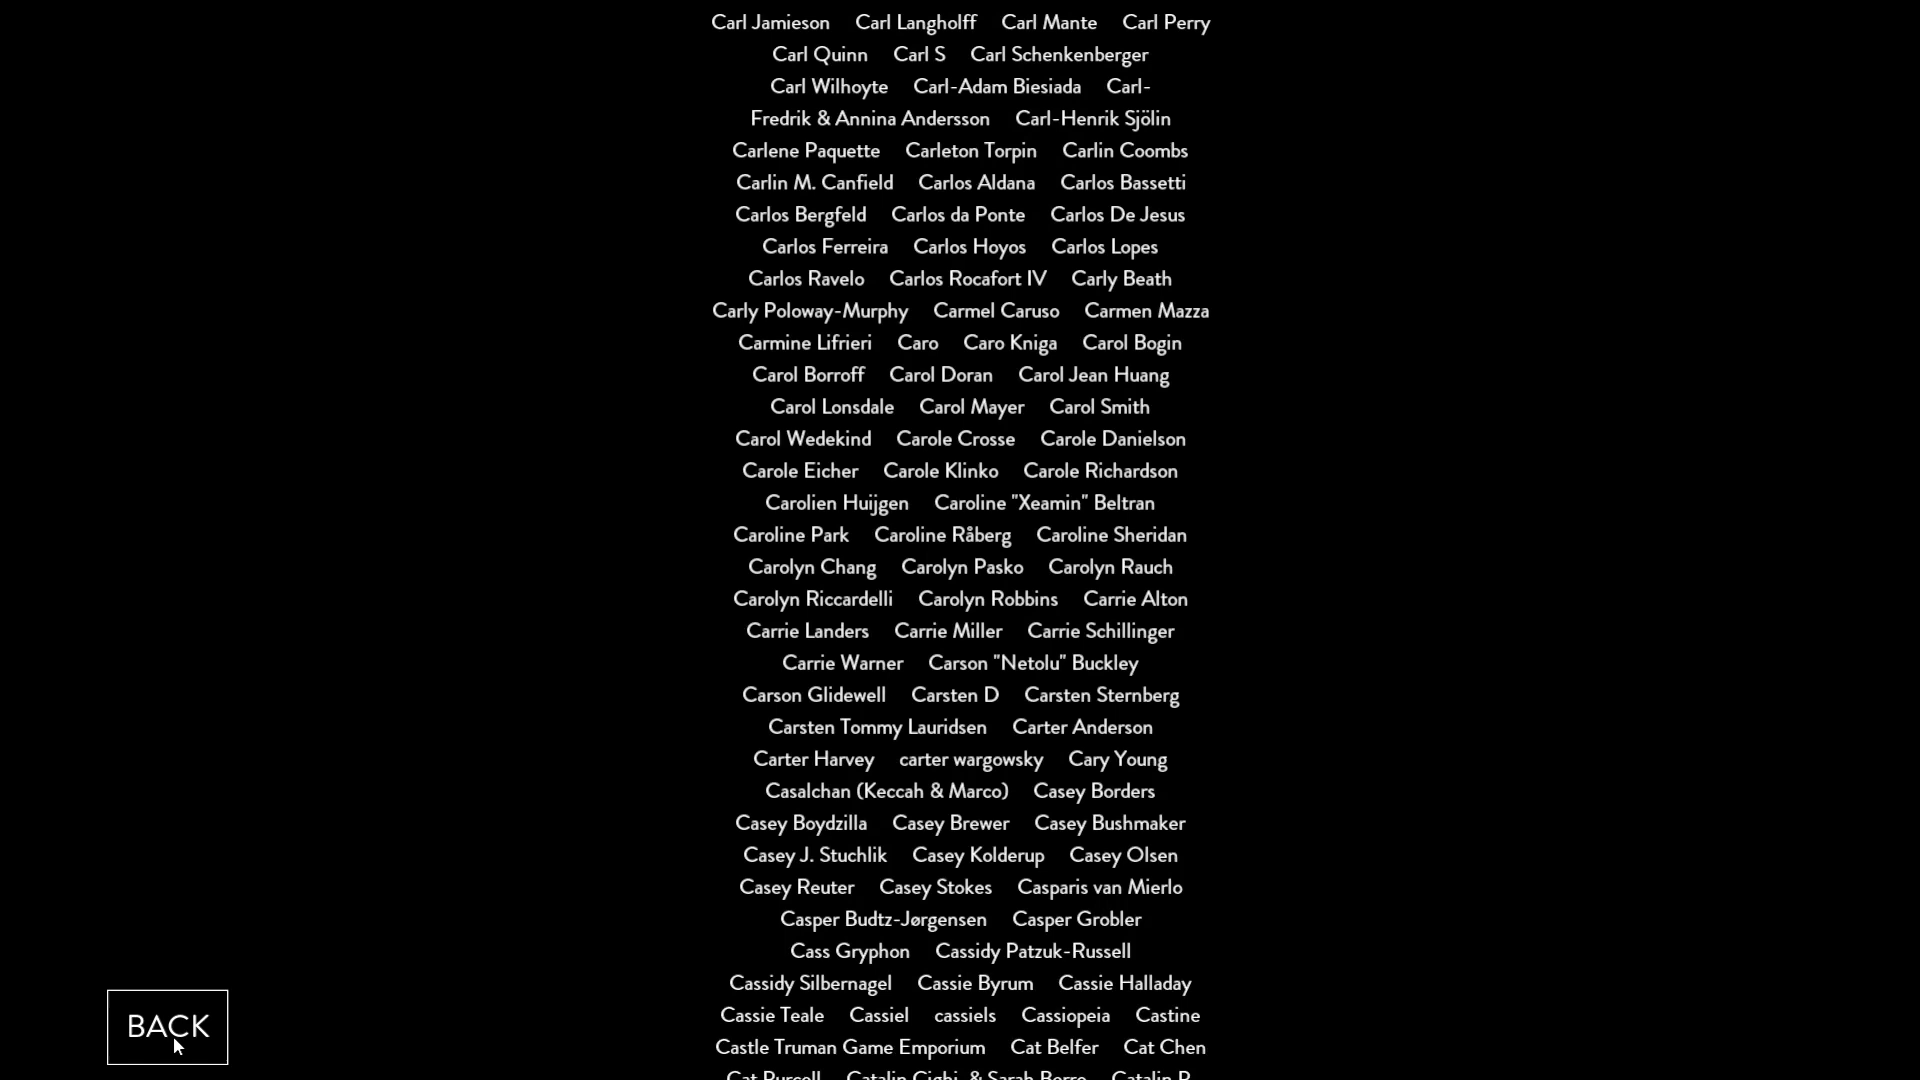 Carl Jamieson Carl Langholff Carl Mante Carl Perry
Carl Quinn Carl S Carl Schenkenberger
Carl Wilhoyte Carl-Adam Biesiada Carl-
Fredrik & Annina Andersson Carl-Henrik Sjölin
Carlene Paquette Carleton Torpin Carlin Coombs
Carlin M. Canfield Carlos Aldana Carlos Bassetti
Carlos Bergfeld Carlos da Ponte Carlos De Jesus
Carlos Ferreira Carlos Hoyos Carlos Lopes
Carlos Ravelo Carlos Rocafort IV Carly Beath
Carly Poloway-Murphy Carmel Caruso Carmen Mazza
Carmine Lifrieri Caro Caro Kniga Carol Bogin
Carol Borroff Carol Doran Carol Jean Huang
Carol Lonsdale Carol Mayer Carol Smith
Carol Wedekind Carole Crosse Carole Danielson
Carole Eicher Carole Klinko Carole Richardson
Carolien Huijgen Caroline "Xeamin" Beltran
Caroline Park Caroline Råberg Caroline Sheridan
Carolyn Chang Carolyn Pasko Carolyn Rauch
Carolyn Riccardelli Carolyn Robbins Carrie Alton
Carrie Landers Carrie Miller Carrie Schillinger
Carrie Warner Carson "Netolu" Buckley
Carson Glidewell Carsten D Carsten Sternberg
Carsten Tommy Lauridsen Carter Anderson
Carter Harvey carter wargowsky Cary Young
Casalchan (Keccah & Marco) Casey Borders
Casey Boydzilla Casey Brewer Casey Bushmaker
Casey J. Stuchlik Casey Kolderup Casey Olsen
Casey Reuter Casey Stokes Casparis van Mierlo
Casper Budtz-Jørgensen Casper Grobler
Cass Gryphon Cassidy Patzuk-Russell
Cassidy Silbernagel Cassie Byrum Cassie Halladay
Cassie Teale Cassiel cassiels Cassiopeia Castine
Castle Truman Game Emporium Cat Belfer Cat Chen
Cat Purcell Catalin & Sarah Catalin
BACK